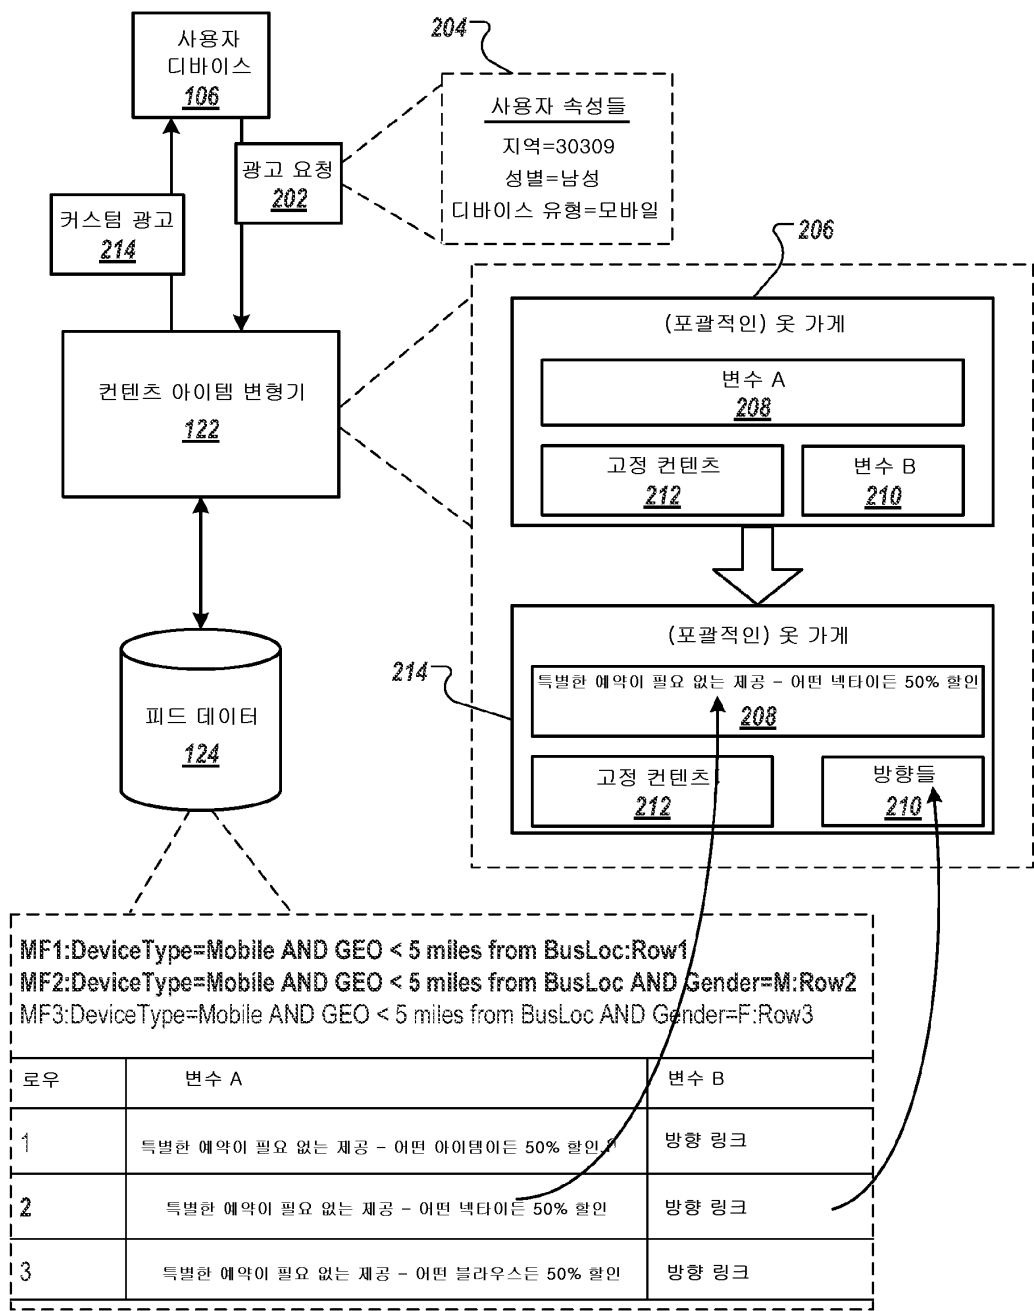 사용자
디바이스
106
204
사용자 속성들
지역=30309
성별=남성
디바이스 유형=모바일
광고 요청
202
커스텀 광고
214
206
(포괄적인) 옷 가게
변수 A
208
고정 컨텐츠
212
변수 B
210
컨텐츠 아이템 변형기
122
214
(포괄적인) 옷 가게
특별한 예약이 필요 없는 제공 – 어떤 넥타이든 50% 할인
208
고정 컨텐츠
212
방향들
210
피드 데이터
124
MF1:DeviceType=Mobile AND GEO < 5 miles from BusLoc:Row1
MF2:DeviceType=Mobile AND GEO < 5 miles from BusLoc AND Gender=M:Row2
MF3:DeviceType=Mobile AND GEO < 5 miles from BusLoc AND Gender=F:Row3
로우 변수 A 변수 B
1 특별한 예약이 필요 없는 제공 – 어떤 아이템이든 50% 할인 방향 링크
2 특별한 예약이 필요 없는 제공 – 어떤 넥타이든 50% 할인 방향 링크
3 특별한 예약이 필요 없는 제공 – 어떤 블라우스든 50% 할인 방향 링크